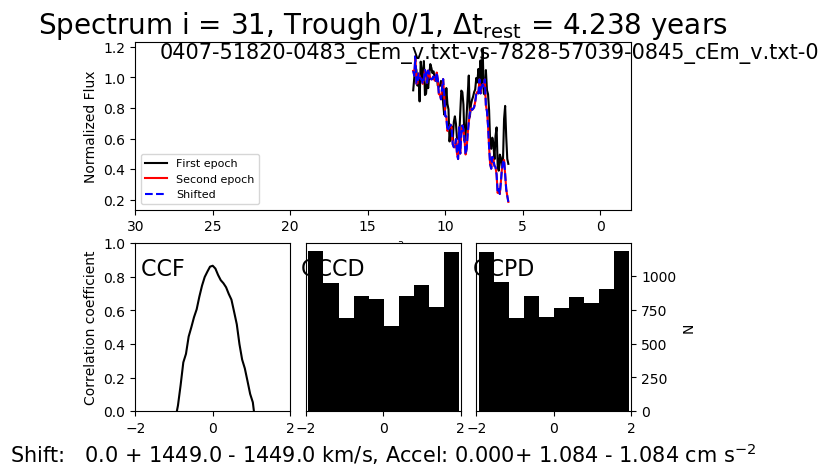 Spectrum i = 31, Trough 0/1, Δt_rest = 4.238 years
0407-51820-0483_cEm_v.txt-vs-7828-57039-0845_cEm_v.txt-0
Normalized Flux
1.2
1.0
0.8
0.6
0.4
0.2
First epoch
Second epoch
Shifted
30 25 20 15 10 5 0
Correlation coefficient
1.0
0.8
0.6
0.4
0.2
0.0
CCF
−2 0 2
CCCD
−2 0
CCPD
−2 0 2
1000
750
500
250
0
N
Shift: 0.0 + 1449.0 - 1449.0 km/s, Accel: 0.000+ 1.084 - 1.084 cm s⁻²